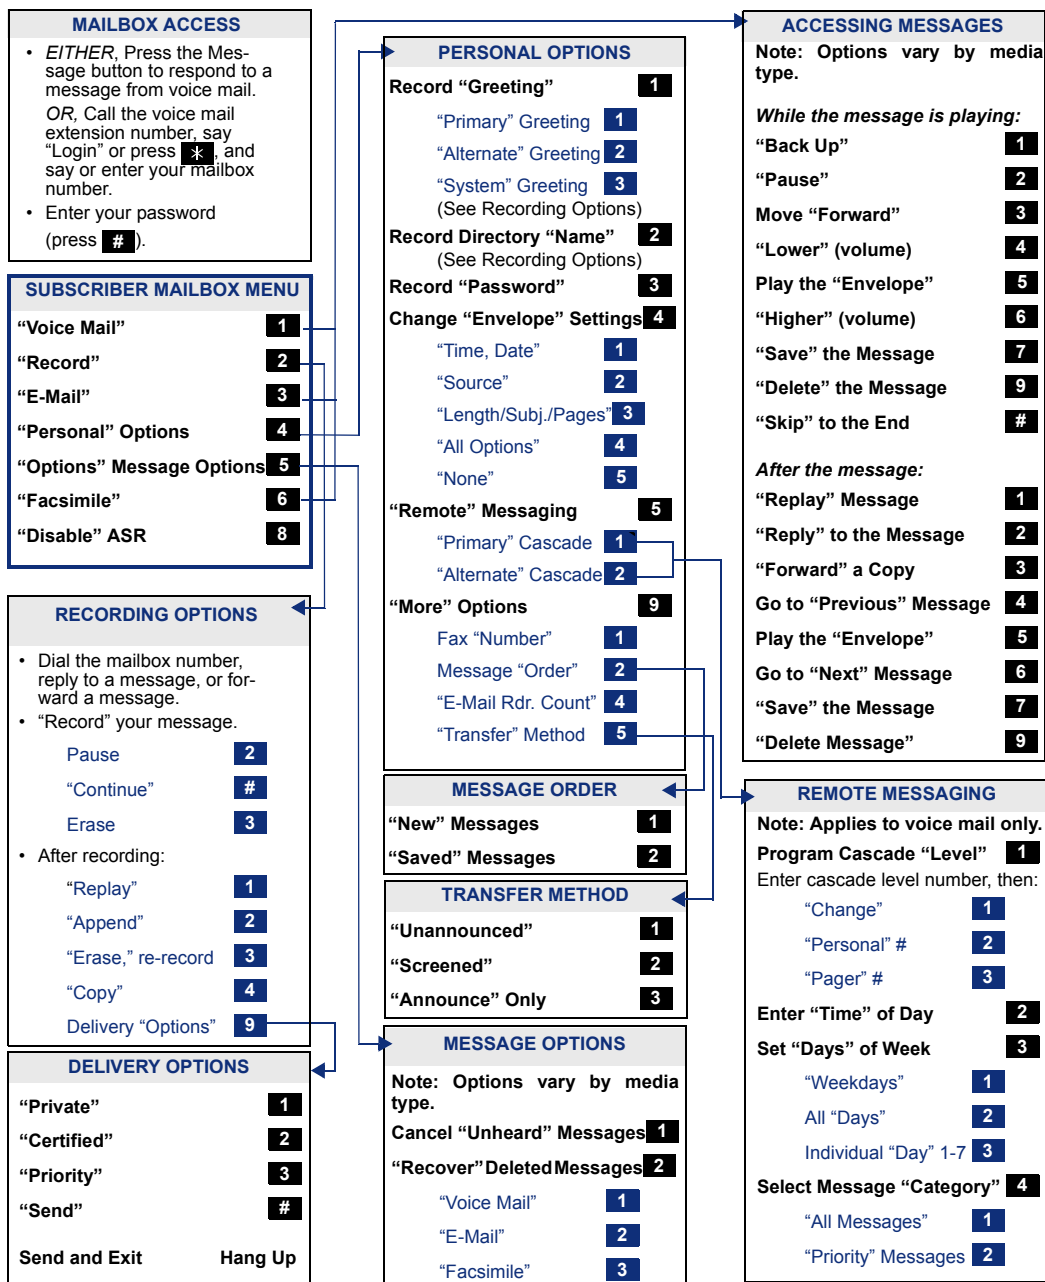 MAILBOX ACCESS
• EITHER, Press the Mes-
sage button to respond to a
message from voice mail.
OR, Call the voice mail
extension number, say
“Login” or press * , and
say or enter your mailbox
number.
• Enter your password
(press # ).
SUBSCRIBER MAILBOX MENU
“Voice Mail” 1
“Record” 2
“E-Mail” 3
“Personal” Options 4
“Options” Message Options 5
“Facsimile” 6
“Disable” ASR 8
RECORDING OPTIONS
• Dial the mailbox number,
reply to a message, or for-
ward a message.
• “Record” your message.
Pause 2
“Continue” #
Erase 3
• After recording:
“Replay” 1
“Append” 2
“Erase,” re-record 3
“Copy” 4
Delivery “Options” 9
DELIVERY OPTIONS
“Private” 1
“Certified” 2
“Priority” 3
“Send” #
Send and Exit Hang Up
PERSONAL OPTIONS
Record “Greeting” 1
“Primary” Greeting 1
“Alternate” Greeting 2
“System” Greeting 3
(See Recording Options)
Record Directory “Name” 2
(See Recording Options)
Record “Password” 3
Change “Envelope” Settings 4
“Time, Date” 1
“Source” 2
“Length/Subj./Pages” 3
“All Options” 4
“None” 5
“Remote” Messaging 5
“Primary” Cascade 1
“Alternate” Cascade 2
“More” Options 9
Fax “Number” 1
Message “Order” 2
“E-Mail Rdr. Count” 4
“Transfer” Method 5
MESSAGE ORDER
“New” Messages 1
“Saved” Messages 2
TRANSFER METHOD
“Unannounced” 1
“Screened” 2
“Announce” Only 3
MESSAGE OPTIONS
Note: Options vary by media
type.
Cancel “Unheard” Messages 1
“Recover” Deleted Messages 2
“Voice Mail” 1
“E-Mail” 2
“Facsimile” 3
ACCESSING MESSAGES
Note: Options vary by media
type.
While the message is playing:
“Back Up” 1
“Pause” 2
Move “Forward” 3
“Lower” (volume) 4
Play the “Envelope” 5
“Higher” (volume) 6
“Save” the Message 7
“Delete” the Message 9
“Skip” to the End #
After the message:
“Replay” Message 1
“Reply” to the Message 2
“Forward” a Copy 3
Go to “Previous” Message 4
Play the “Envelope” 5
Go to “Next” Message 6
“Save” the Message 7
“Delete Message” 9
REMOTE MESSAGING
Note: Applies to voice mail only.
Program Cascade “Level” 1
Enter cascade level number, then:
“Change” 1
“Personal” # 2
“Pager” # 3
Enter “Time” of Day 2
Set “Days” of Week 3
“Weekdays” 1
All “Days” 2
Individual “Day” 1-7 3
Select Message “Category” 4
“All Messages” 1
“Priority” Messages 2